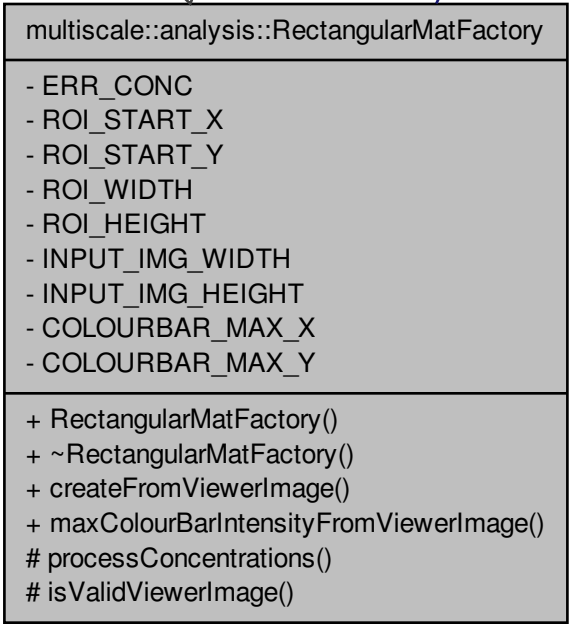 multiscale::analysis::RectangularMatFactory
- ERR_CONC
- ROI_START_X
- ROI_START_Y
- ROI_WIDTH
- ROI_HEIGHT
- INPUT_IMG_WIDTH
- INPUT_IMG_HEIGHT
- COLOURBAR_MAX_X
- COLOURBAR_MAX_Y
+ RectangularMatFactory()
+ ~RectangularMatFactory()
+ createFromViewerImage()
+ maxColourBarIntensityFromViewerImage()
# processConcentrations()
# isValidViewerImage()